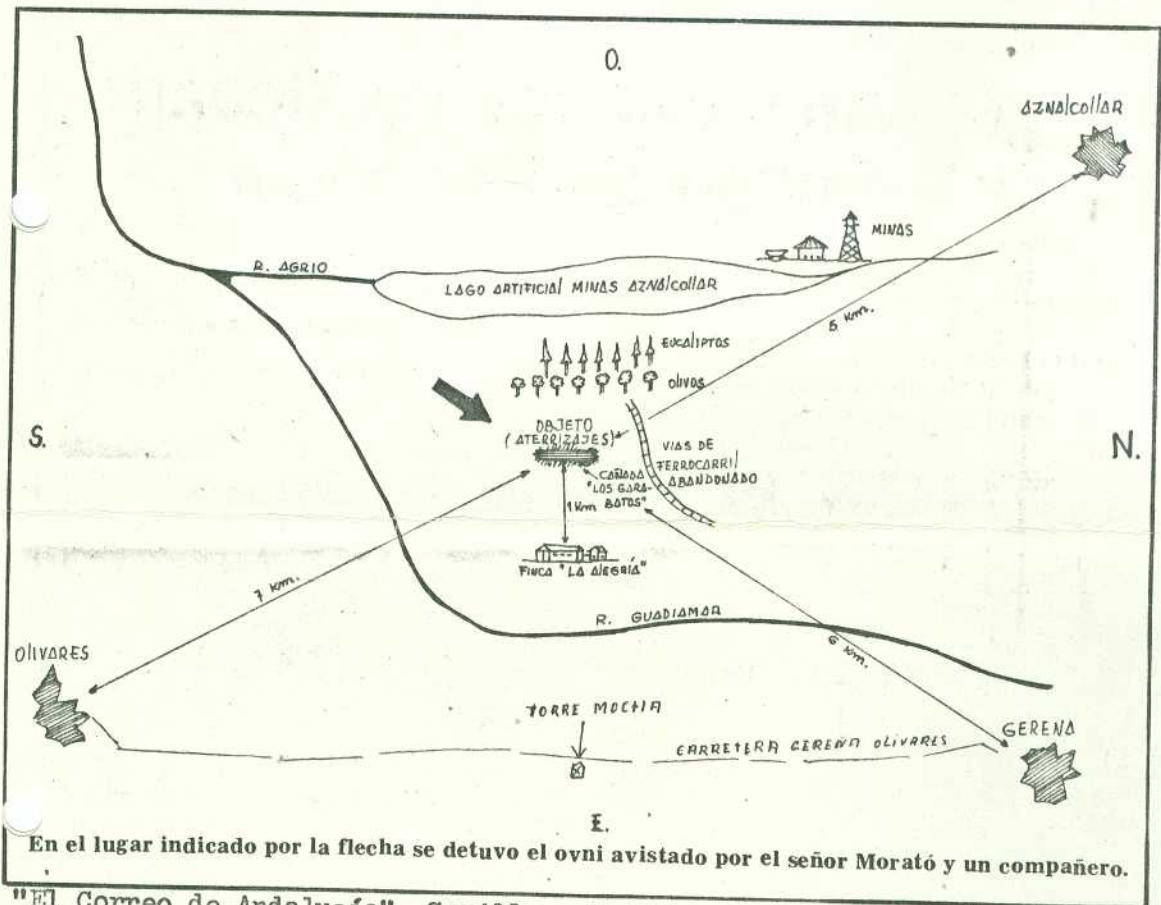 O.
AZNAlcollAR
MINAS
R. AGRIO
LAGO ARTIFICIAl MINAS AZNAlcollAR
5 Km.
EUCAlIPTOS
OlIVOS
S.
OBJETO
(ATERRIZAJES)
N.
VIAS DE
FERROCARRIl
ABANDONADO
CAÑADA
"LOS GARA-
BATOS"
1 Km
FINCA "LA AlEGRÍA"
7 Km.
R. GUADIAMAR
6 Km.
OlIVARES
TORRE MOCHA
GERENA
CARRETERA GEREÑA OLIVARES
E.
En el lugar indicado por la flecha se detuvo el ovni avistado por el señor Morató y un compañero.
"El Correo de Andalucía"